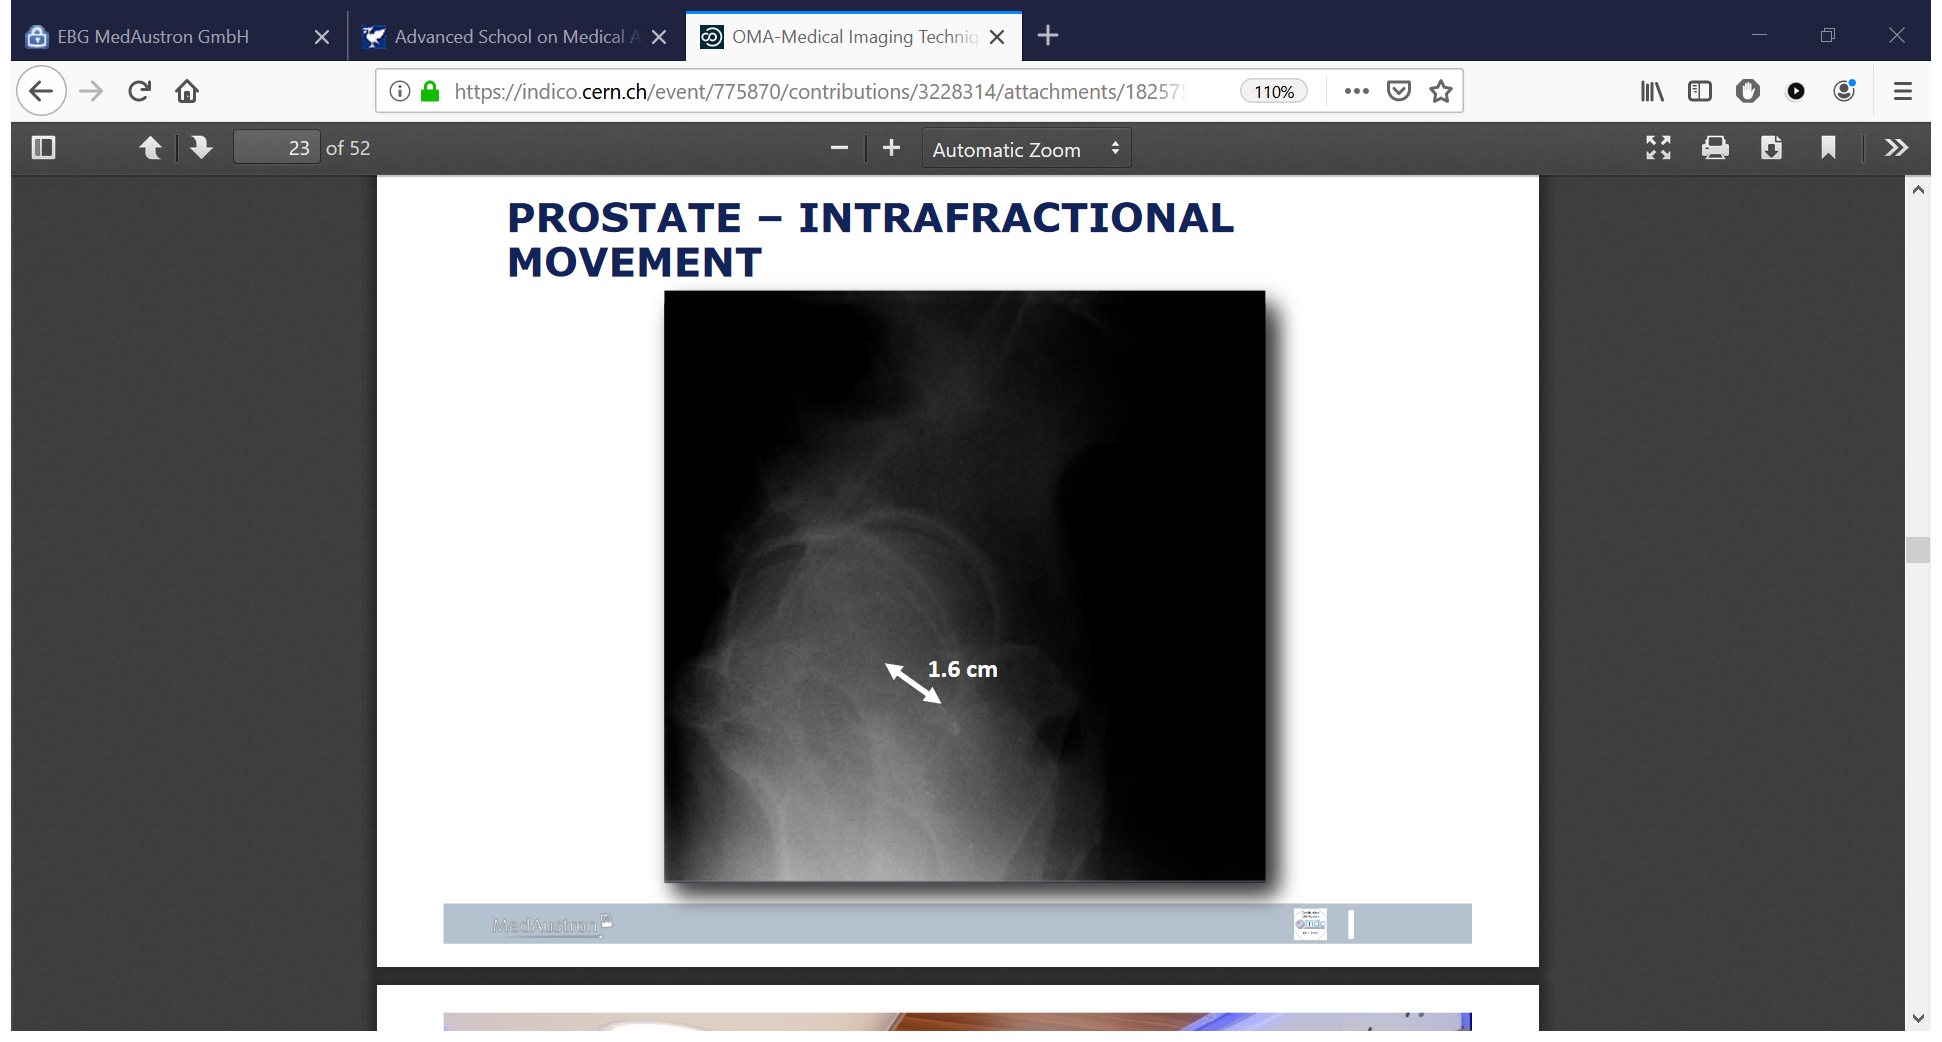 EBG MedAustron GmbH
Advanced School on Medical A
OMA-Medical Imaging Techniq
https://indico.cern.ch/event/775870/contributions/3228314/attachments/18257
110%
23 of 52
Automatic Zoom
PROSTATE – INTRAFRACTIONAL
MOVEMENT
1.6 cm
MedAustron